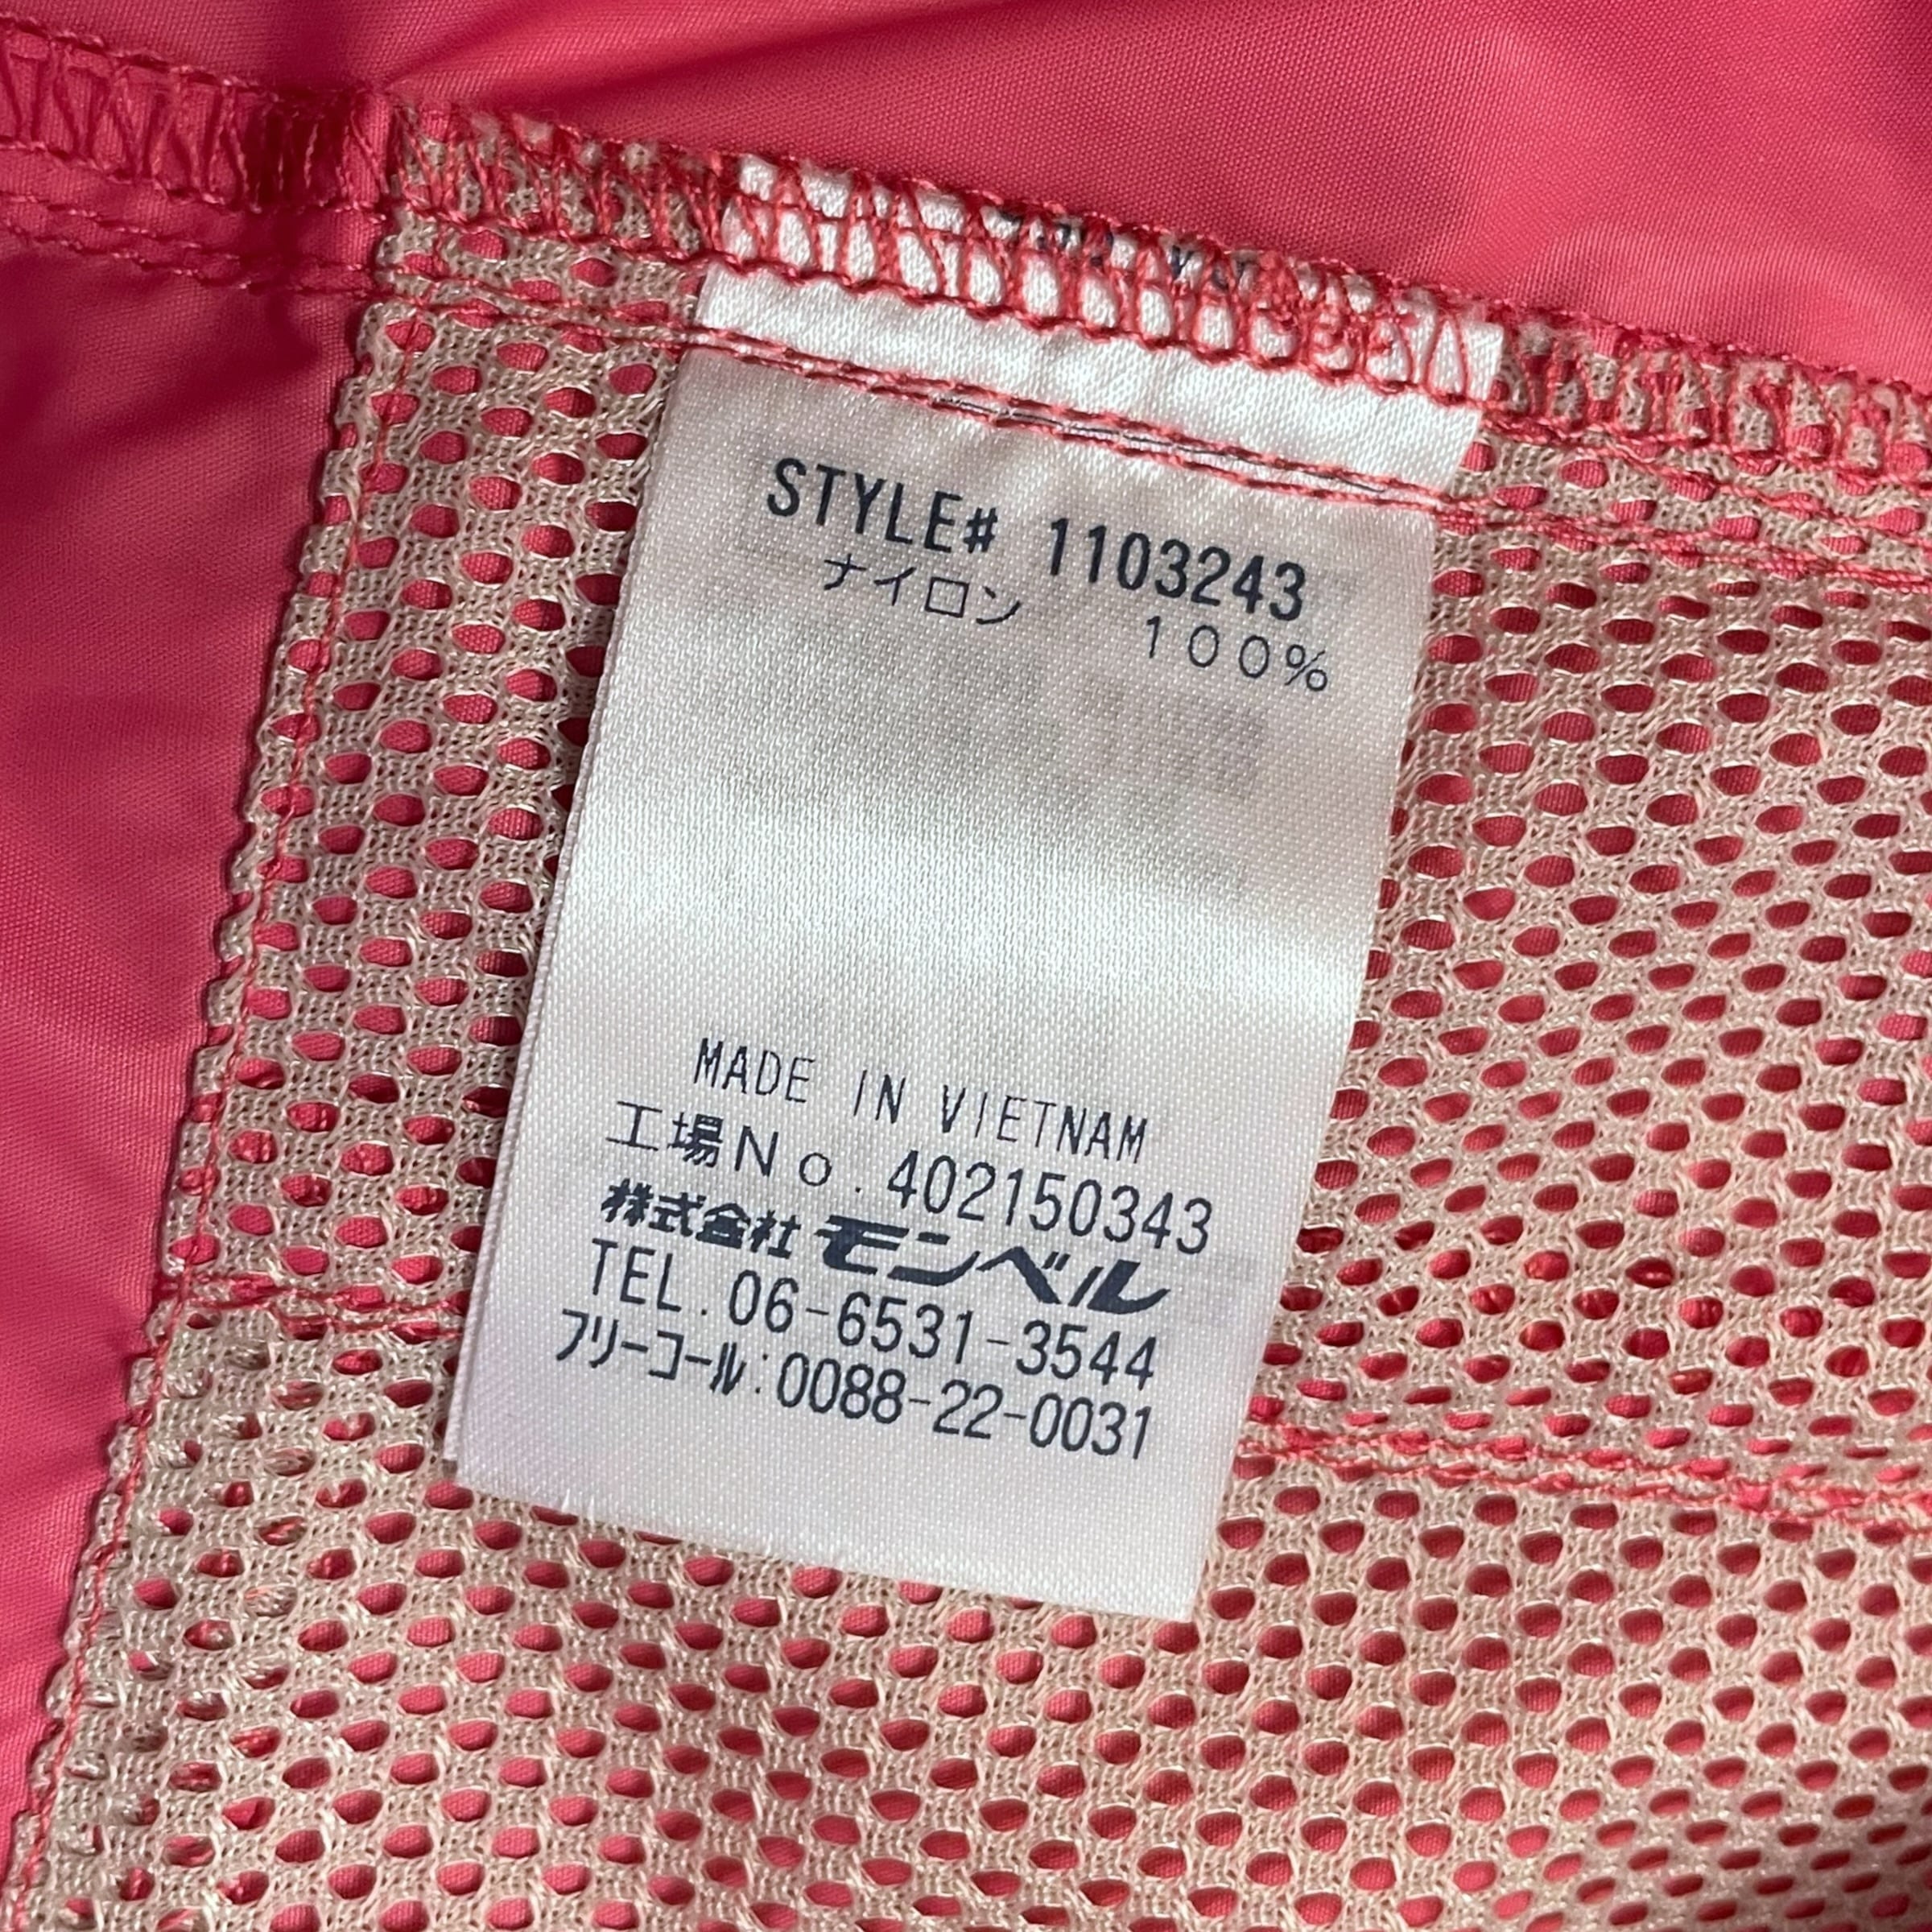 STYLE# 1103243
ナイロン 100%
MADE IN VIETNAM
工場No.402150343
株式会社モンベル
TEL.06-6531-3544
フリーコール:0088-22-0031